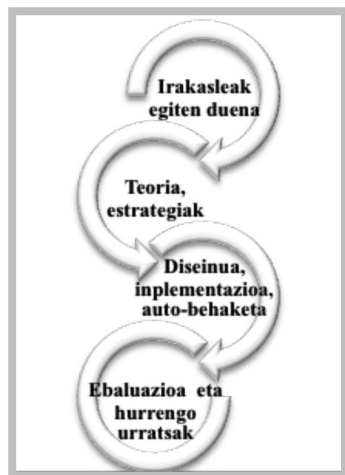 Irakasleak
egiten duena
Teoria,
estrategiak
Diseinua,
inplementazioa,
auto-behaketa
Ebaluazioa eta
hurrengo
urratsak